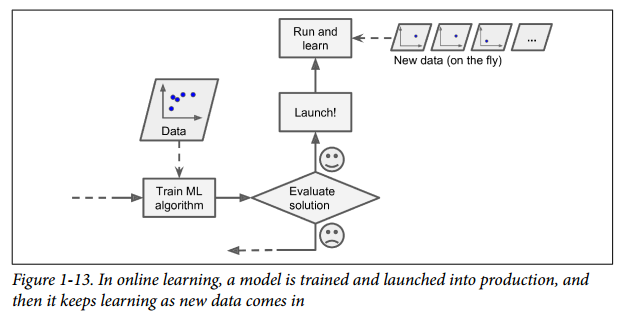 Run and
learn
...
New data (on the fly)
Launch!
Data
Train ML
algorithm
Evaluate
solution
Figure 1-13. In online learning, a model is trained and launched into production, and
then it keeps learning as new data comes in